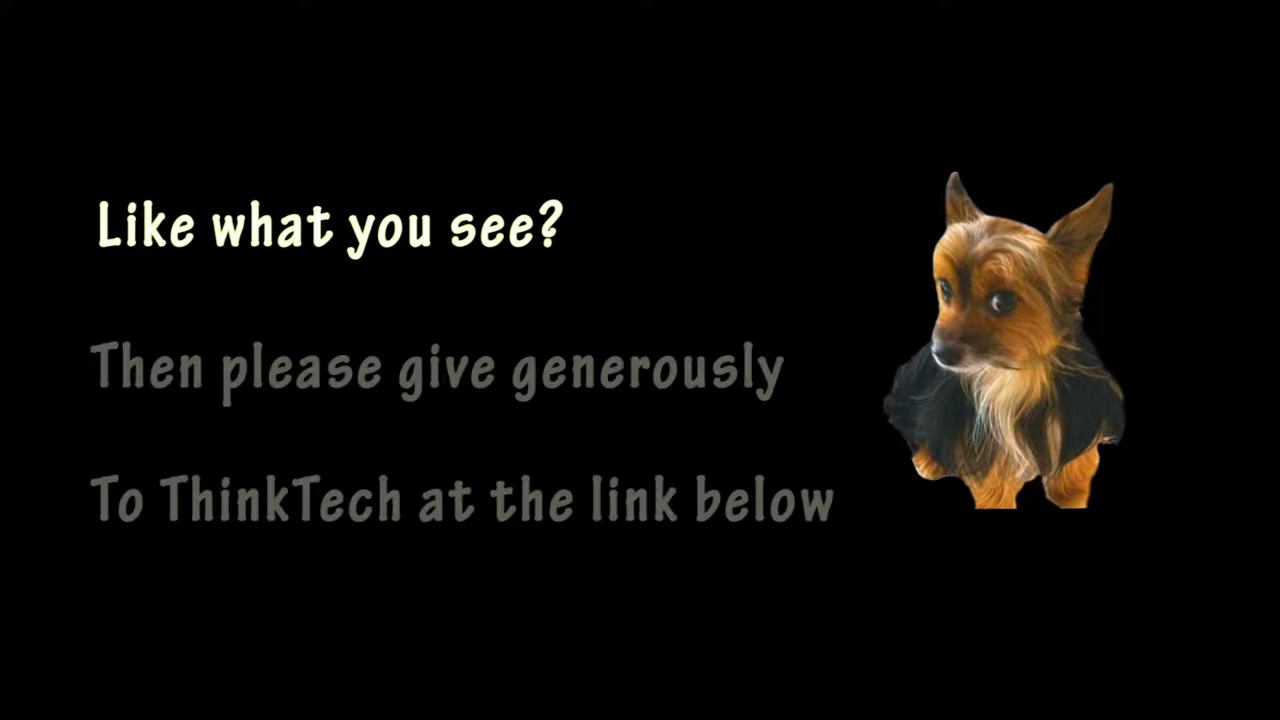 Like what you see?
Then please give generously
To ThinkTech at the link below